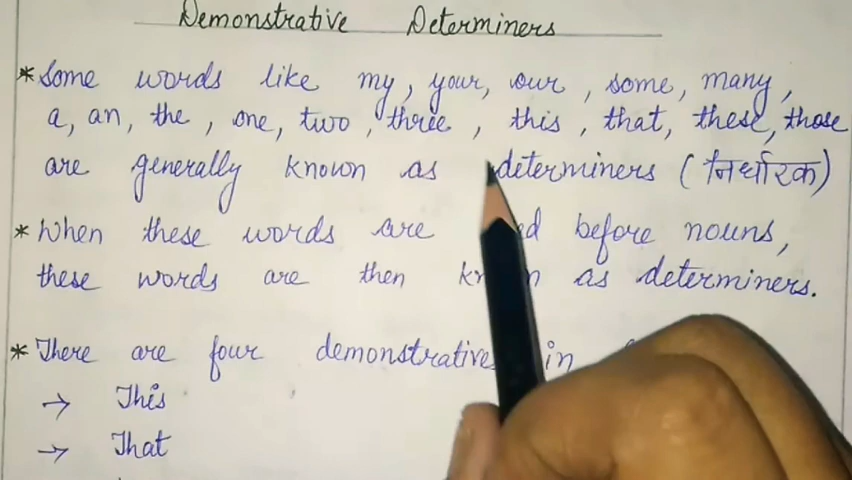 Demonstrative Determiners
* Some words like my, your, our, some, many,
a, an, the, one, two, three, this, that, these, those
are generally known as determiners (निर्धारक)
* When these words are before nouns,
these words are then as determiners.
* There are four demonstratives in
→ This
→ That